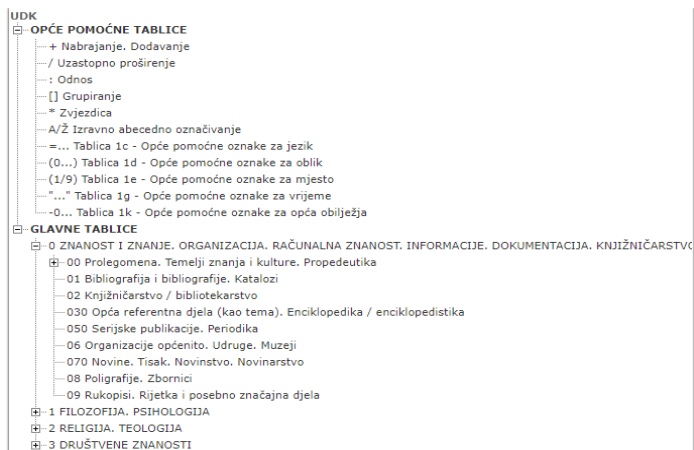 UDK
OPĆE POMOĆNE TABLICE
+ Nabrajanje. Dodavanje
/ Uzastopno proširenje
: Odnos
[] Grupiranje
* Zvjezdica
A/Ž Izravno abecedno označivanje
=... Tablica 1c - Opće pomoćne oznake za jezik
(0...) Tablica 1d - Opće pomoćne oznake za oblik
(1/9) Tablica 1e - Opće pomoćne oznake za mjesto
"..." Tablica 1g - Opće pomoćne oznake za vrijeme
-0... Tablica 1k - Opće pomoćne oznake za opća obilježja
GLAVNE TABLICE
0 ZNANOST I ZNANJE. ORGANIZACIJA. RAČUNALNA ZNANOST. INFORMACIJE. DOKUMENTACIJA. KNJIŽNIČARSTVO
00 Prolegomena. Temelji znanja i kulture. Propedeutika
01 Bibliografija i bibliografije. Katalozi
02 Knjižničarstvo / bibliotekarstvo
030 Opća referentna djela (kao tema). Enciklopedika / enciklopedistika
050 Serijske publikacije. Periodika
06 Organizacije općenito. Udruge. Muzeji
070 Novine. Tisak. Novinstvo. Novinarstvo
08 Poligrafije. Zbornici
09 Rukopisi. Rijetka i posebno značajna djela
1 FILOZOFIJA. PSIHOLOGIJA
2 RELIGIJA. TEOLOGIJA
3 DRUŠTVENE ZNANOSTI